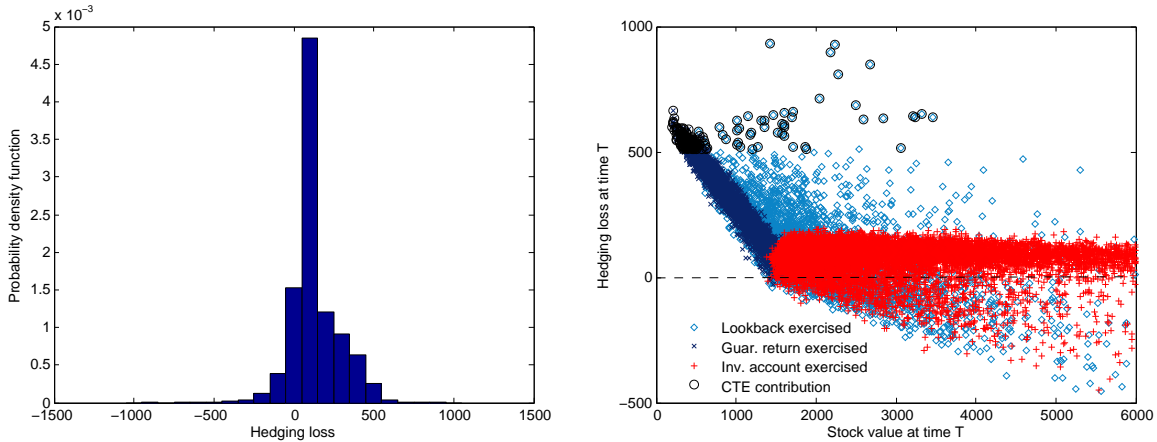 x 10⁻³
5
4.5
4
3.5
3
2.5
2
1.5
1
0.5
0
Probability density function
−1500 −1000 −500 0 500 1000 1500
Hedging loss
1000
500
0
−500
Hedging loss at time T
Lookback exercised
Guar. return exercised
Inv. account exercised
CTE contribution
0 1000 2000 3000 4000 5000 6000
Stock value at time T